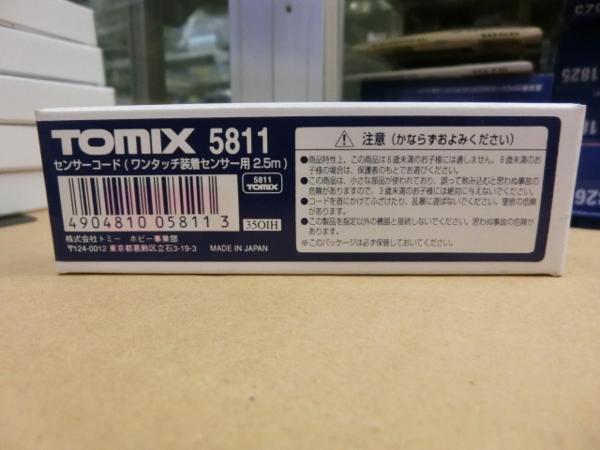 TOMIX 5811
センサーコード(ワンタッチ装着センサー用 2.5m)
5811
TOMIX
4904810 058113
35OIH
株式会社トミー ホビー事業団
〒124-0012 東京都葛飾区立石3-19-3 MADE IN JAPAN
注意(かならずおよみください)
●商品特性上、この商品は8歳未満のお子様には適しません。8歳未満のお
子様の場合は、保護者のもとでお遊びください。
●この商品は、小さな部品が使われており、誤って飲み込むと思わぬ事故の
危険がありますので、3歳未満のお子様には絶対に与えないでください。
●コードを首にかけてふざけたり、乱暴に遊ばないでください。窒息の危険
があります。
●この製品を指定以外の機器と接続しないでください。思わぬ事故の危険が
あります。
※このパッケージは必ず保管しておいてください。
1825